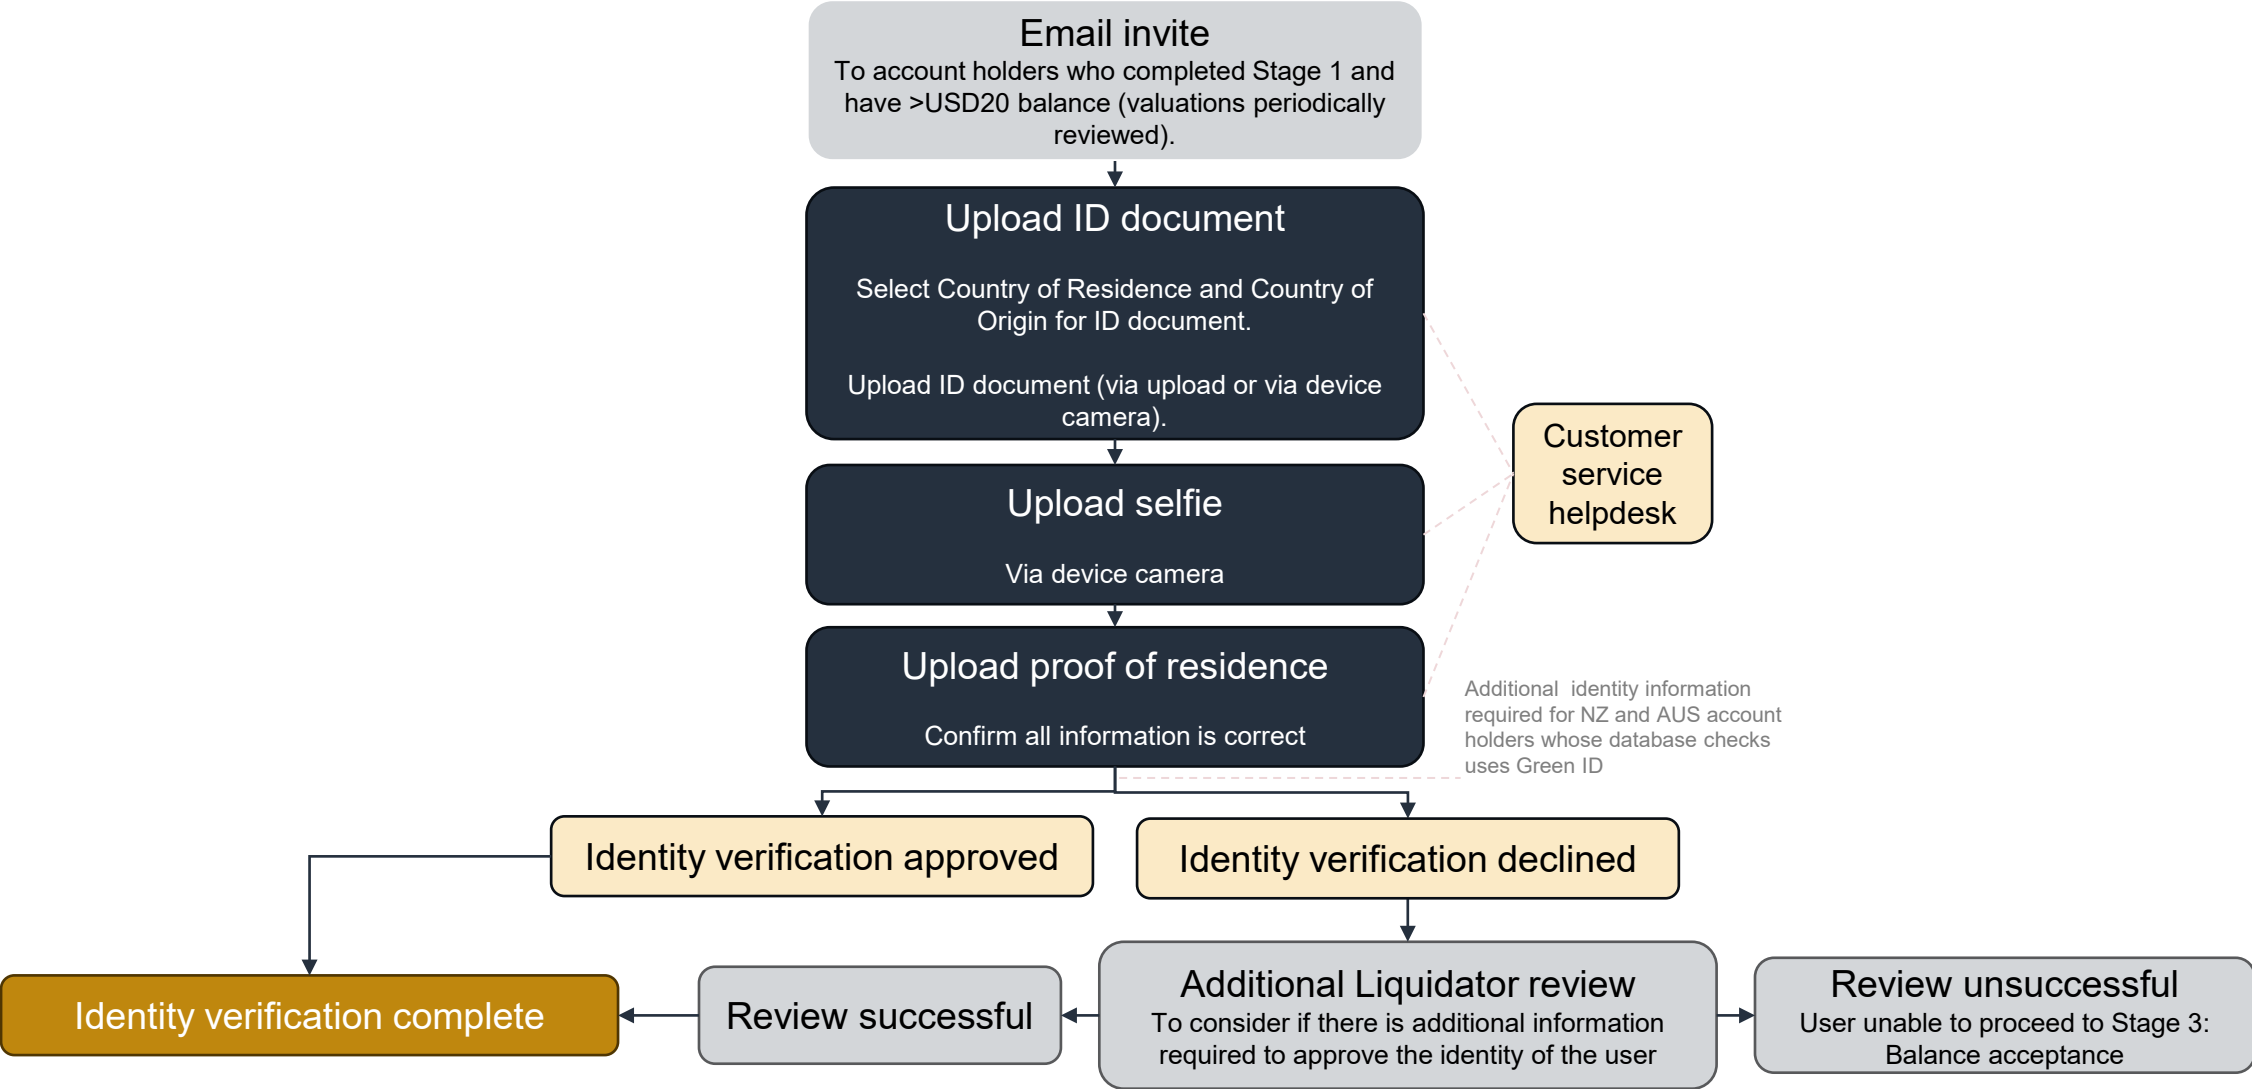 Email invite
To account holders who completed Stage 1 and
have >USD20 balance (valuations periodically
reviewed).
Upload ID document
Select Country of Residence and Country of
Origin for ID document.
Upload ID document (via upload or via device
camera).
Customer
service
helpdesk
Upload selfie
Via device camera
Upload proof of residence
Confirm all information is correct
Additional  identity information
required for NZ and AUS account
holders whose database checks
uses Green ID
Identity verification approved
Identity verification declined
Identity verification complete
Review successful
Additional Liquidator review
To consider if there is additional information
required to approve the identity of the user
Review unsuccessful
User unable to proceed to Stage 3:
Balance acceptance